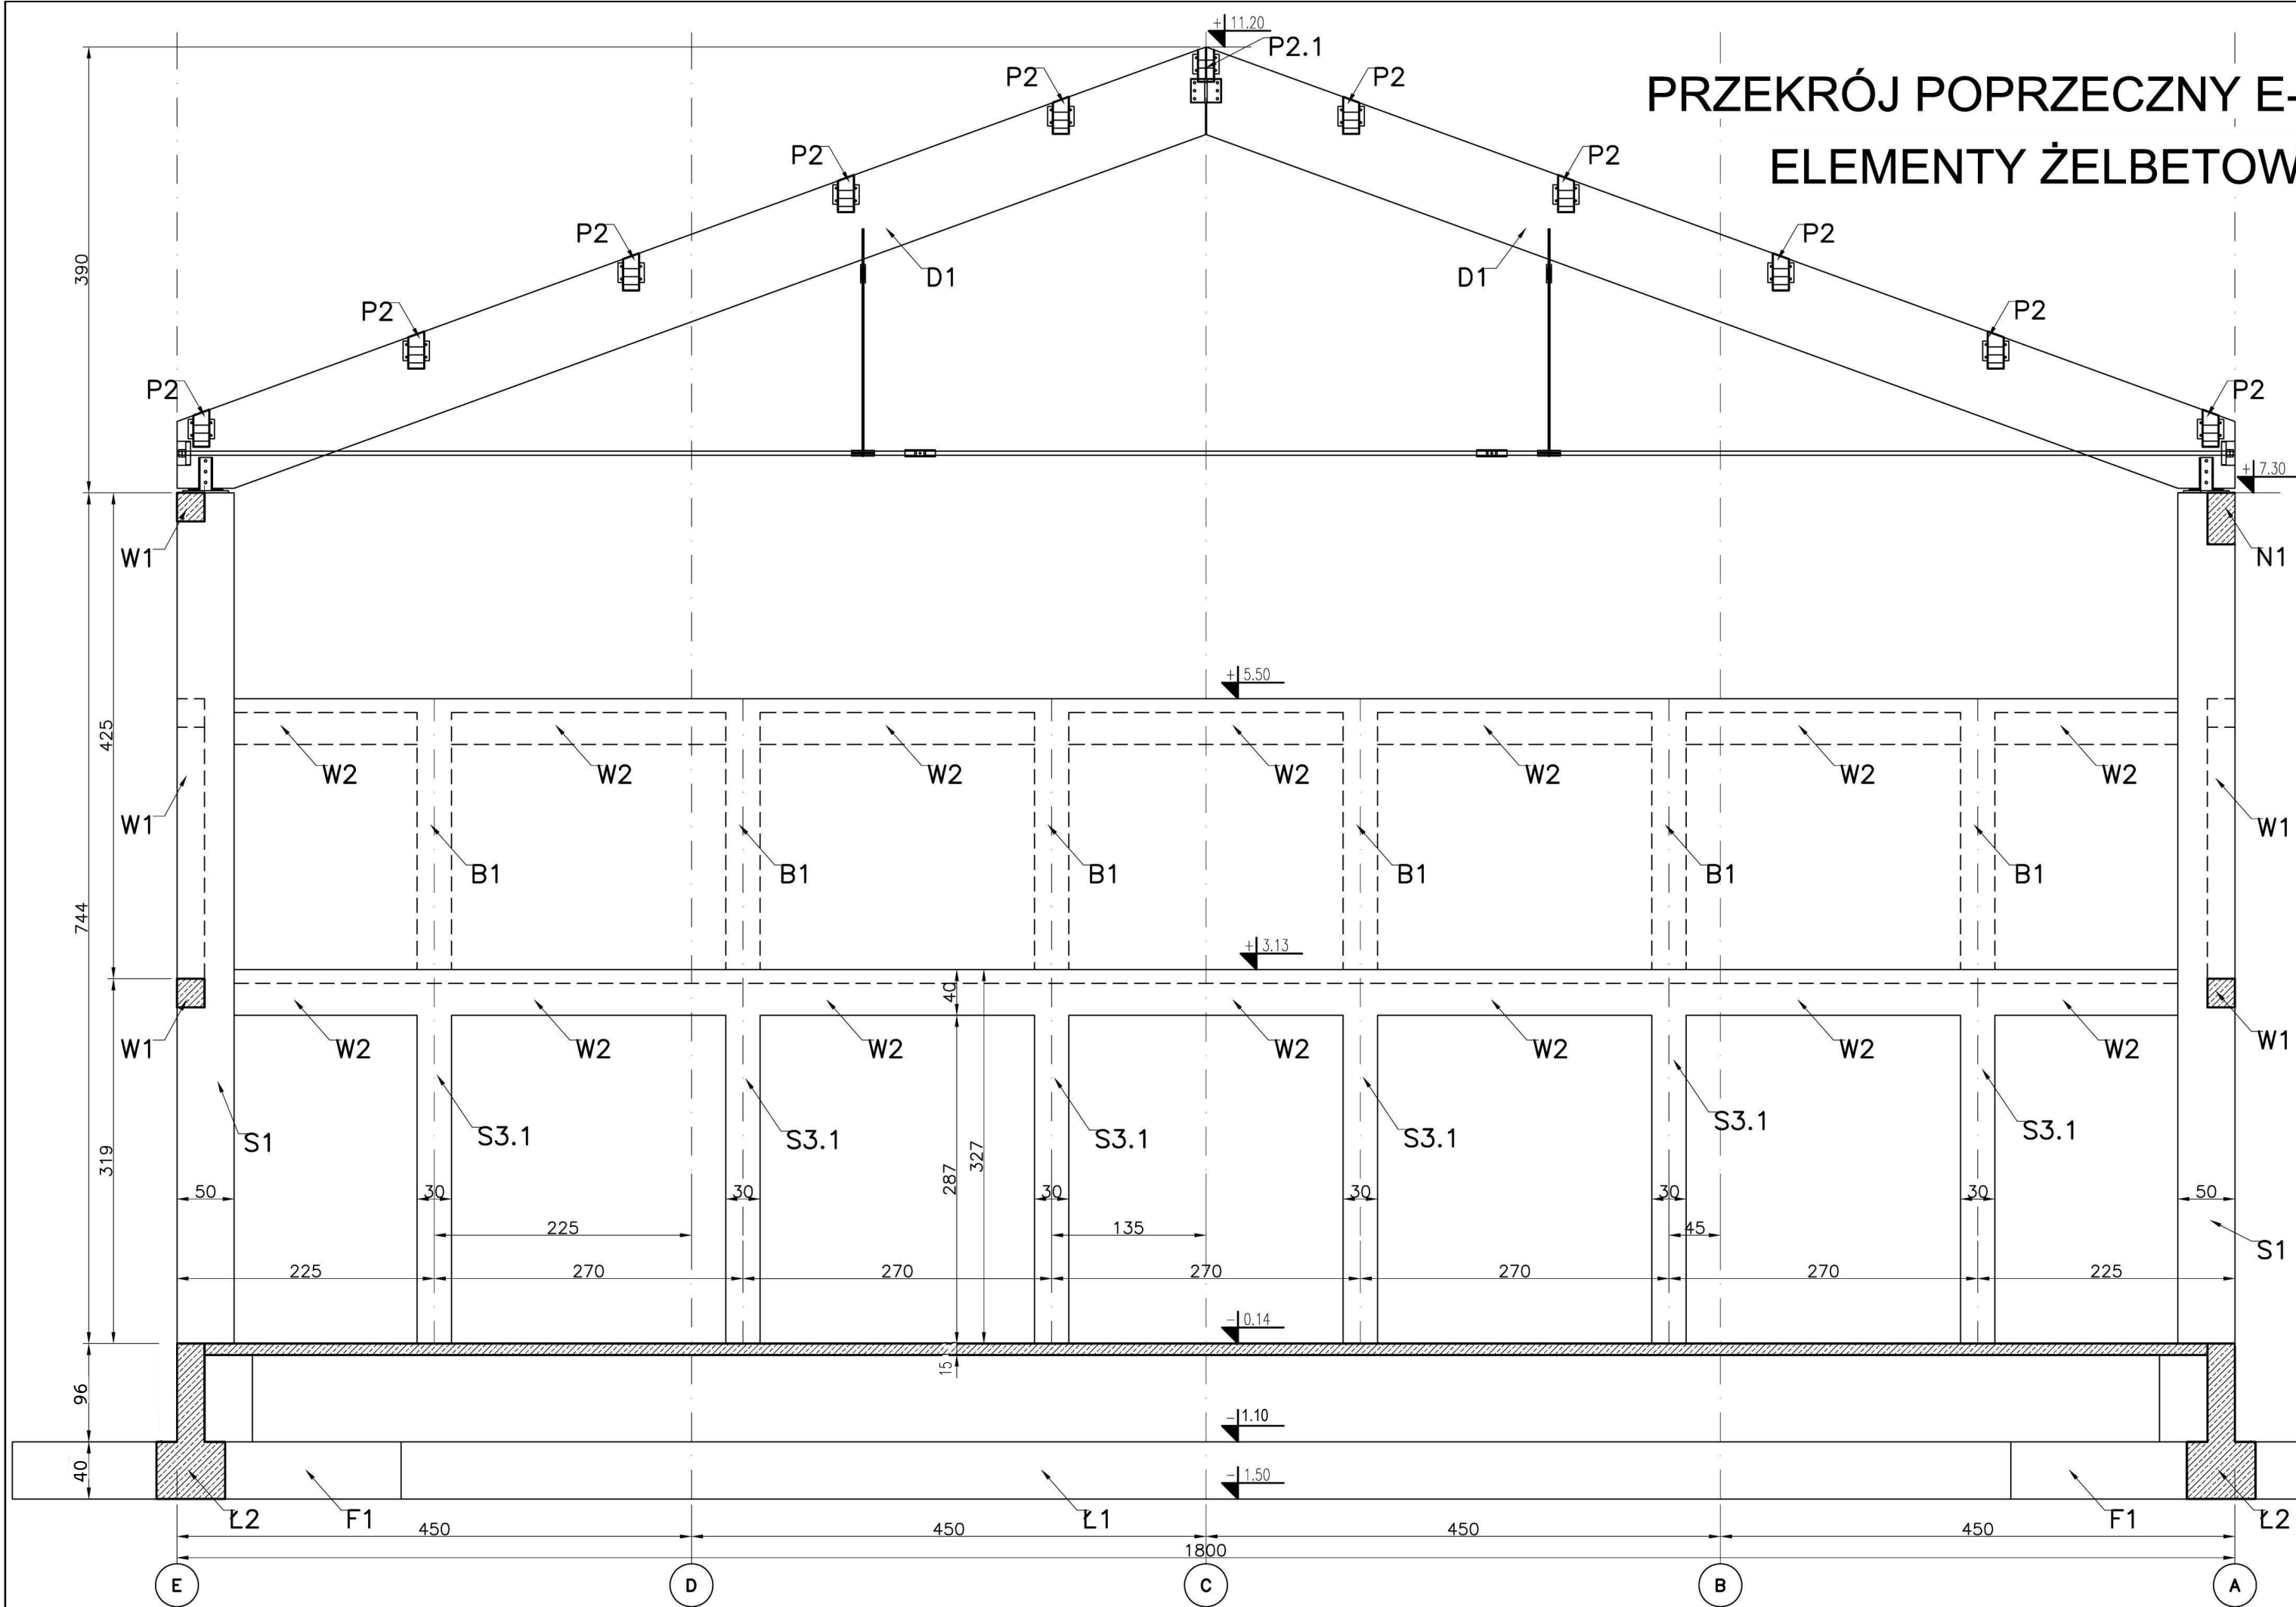 + 11.20
P2.1
P2
P2
PRZEKRÓJ POPRZECZNY E-
ELEMENTY ŻELBETOW
P2
P2
P2
P2
390
D1
D1
P2
P2
P2
P2
+ 7.30
W1
N1
+ 5.50
425
W2
W2
W2
W2
W2
W2
W2
W1
W1
B1
B1
B1
B1
B1
B1
744
+ 3.13
40
W1
W2
W2
W2
W2
W2
W2
W2
W1
S1
S3.1
S3.1
S3.1
S3.1
S3.1
S3.1
319
287
327
50
30
30
30
30
30
30
50
225
135
45
S1
225
270
270
270
270
270
225
- 0.14
15
96
- 1.10
40
- 1.50
Ł2
F1
Ł1
F1
Ł2
450
450
450
450
1800
E
D
C
B
A